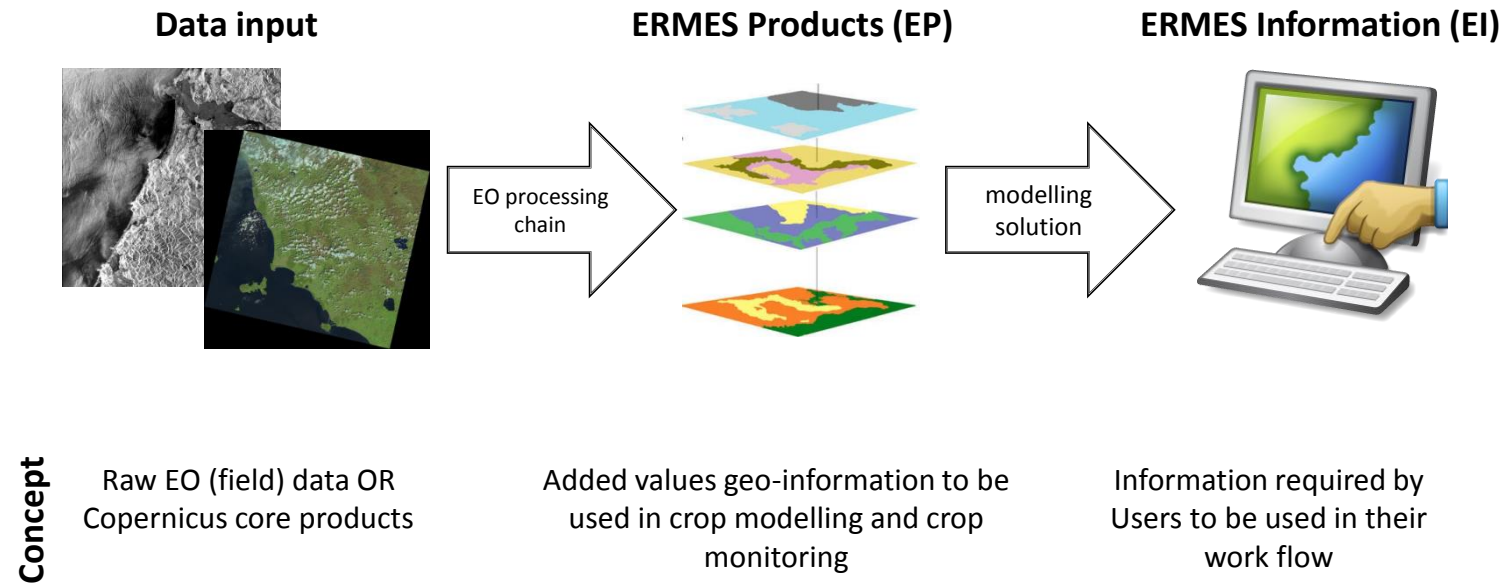 Data input
ERMES Products (EP)
ERMES Information (EI)
EO processing
chain
modelling
solution
Concept
Raw EO (field) data OR
Copernicus core products
Added values geo-information to be
used in crop modelling and crop
monitoring
Information required by
Users to be used in their
work flow